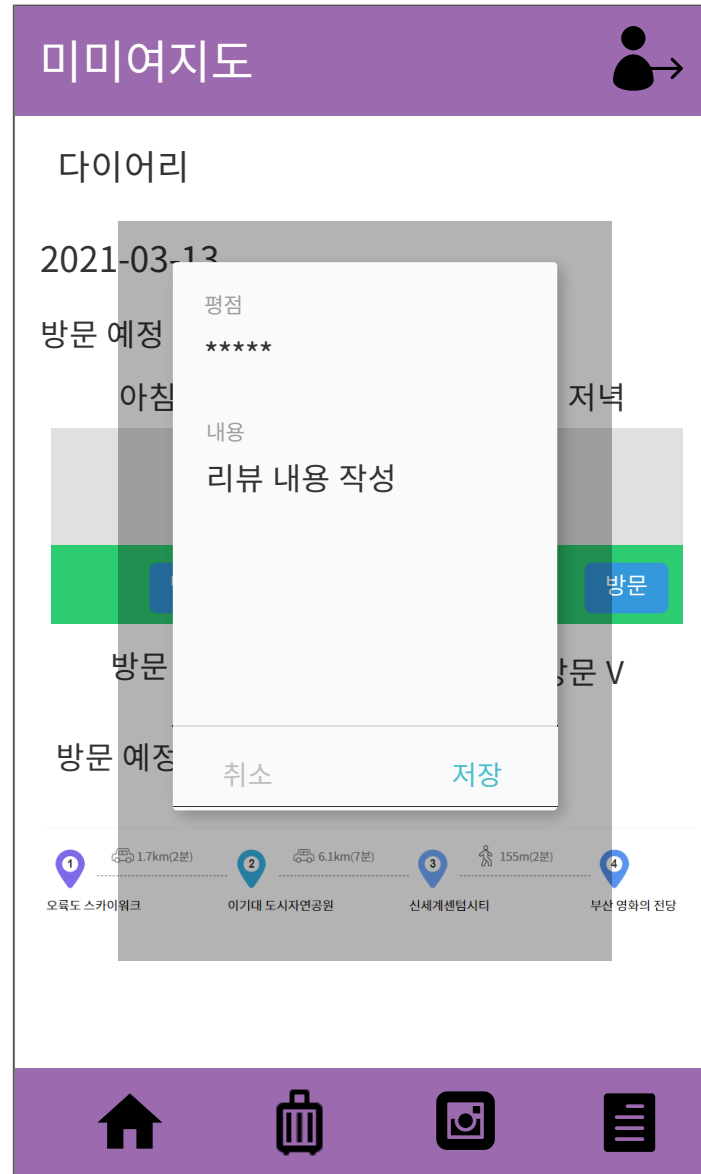 미미여지도
다이어리
2021-03-13
방문 예정
평점
*****
아침
저녁
내용
리뷰 내용 작성
방문
방문
방문 V
방문 예정
취소
저장
1 1.7km(2분) 2 6.1km(7분) 3 155m(2분) 4
오륙도 스카이워크 이기대 도시자연공원 신세계센텀시티 부산 영화의 전당